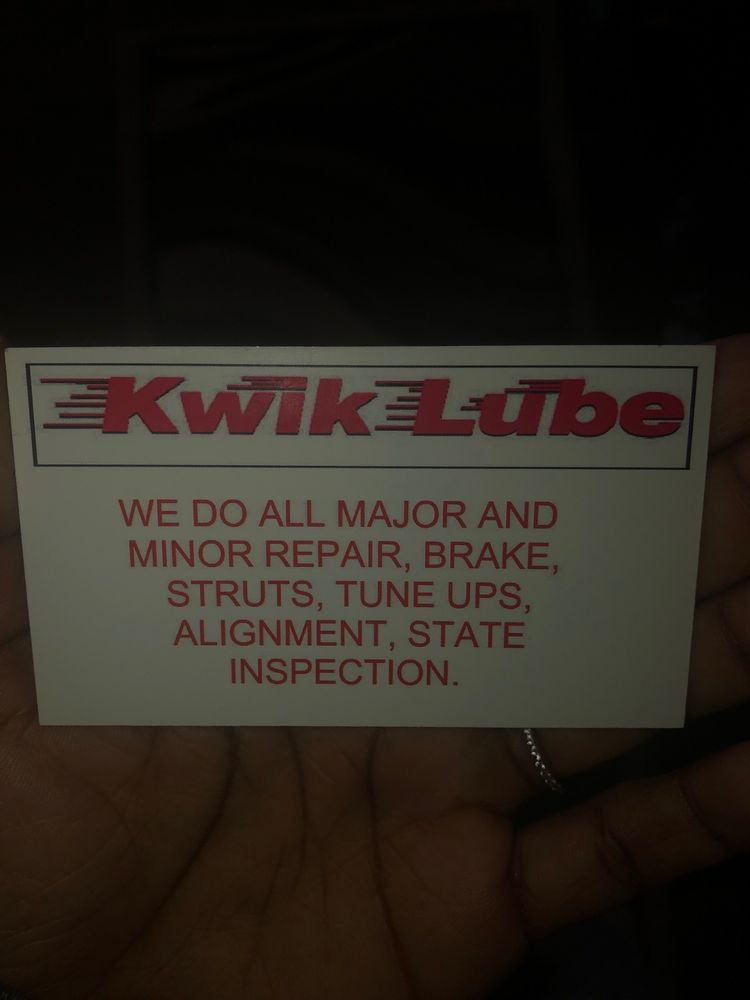 Kwik Lube
WE DO ALL MAJOR AND
MINOR REPAIR, BRAKE,
STRUTS, TUNE UPS,
ALIGNMENT, STATE
INSPECTION.